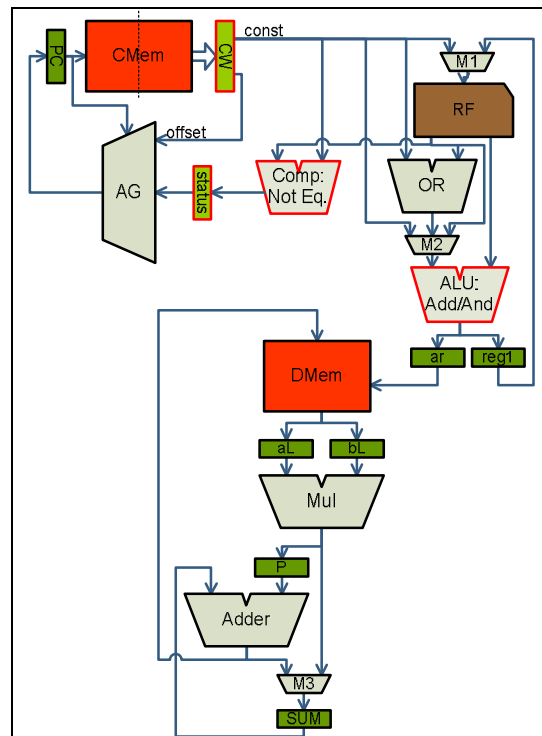 const
PC
CMem
CW
M1
RF
offset
AG
status
Comp:
Not Eq.
OR
M2
ALU:
Add/And
ar
reg1
DMem
aL
bL
Mul
P
Adder
M3
SUM